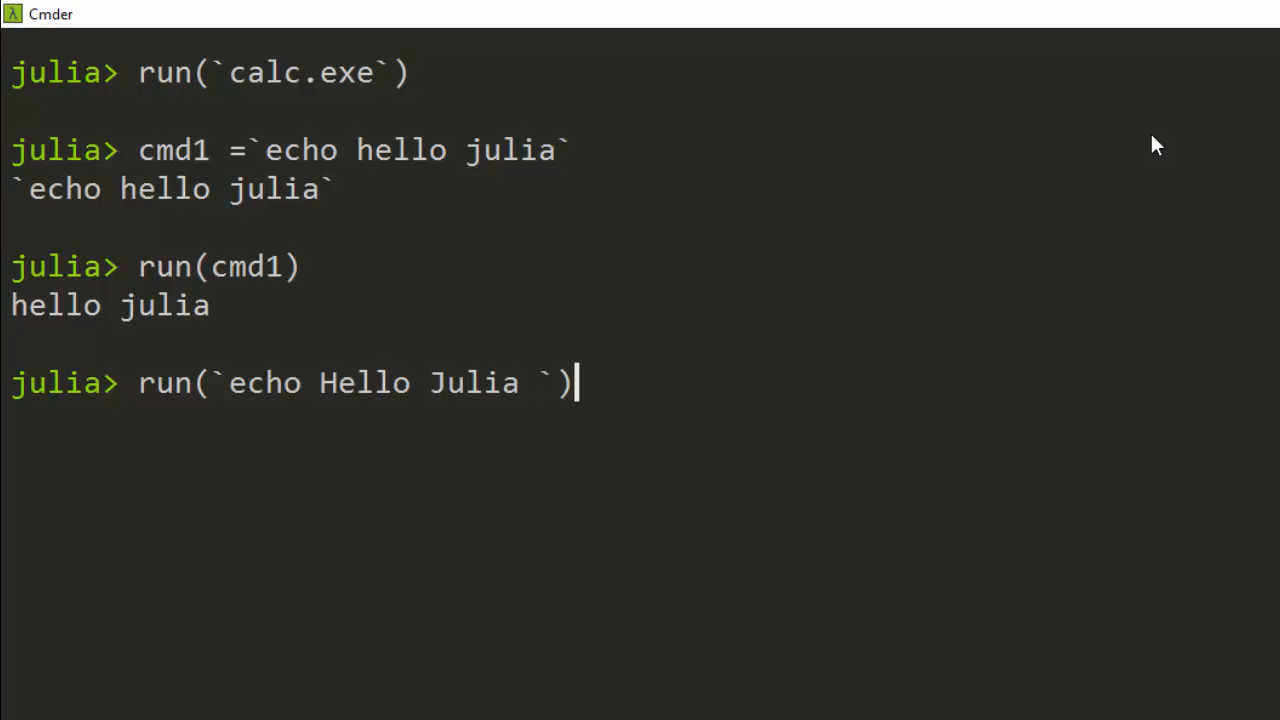 Cmder
julia> run(`calc.exe`)
julia> cmd1 =`echo hello julia`
`echo hello julia`
julia> run(cmd1)
hello julia
julia> run(`echo Hello Julia `)